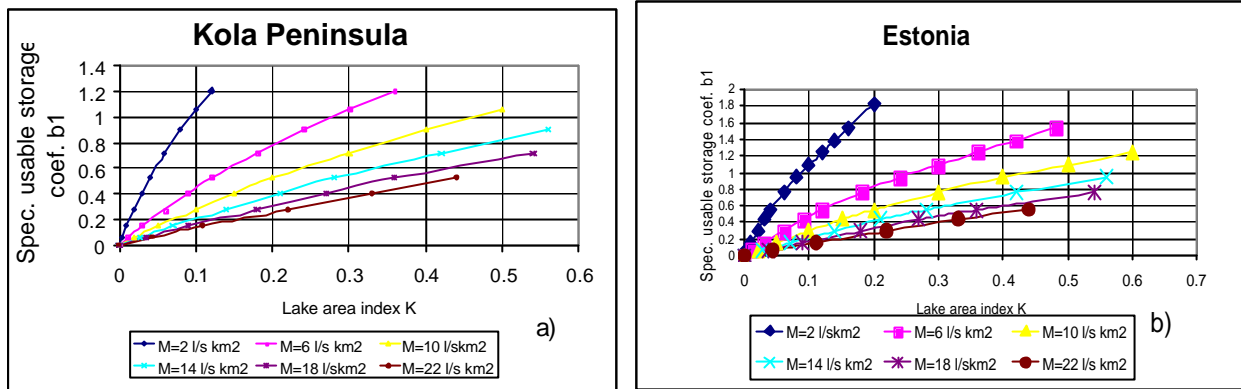 Kola Peninsula
Spec. usable storage
coef. b1
1.4
1.2
1
0.8
0.6
0.4
0.2
0
0 0.1 0.2 0.3 0.4 0.5 0.6
Lake area index K
a)
M=2 l/s km2 M=6 l/s km2 M=10 l/skm2
M=14 l/s km2 M=18 l/skm2 M=22 l/s km2
Estonia
Spec. usable storage coef. b1
2
1.8
1.6
1.4
1.2
1
0.8
0.6
0.4
0.2
0
0 0.1 0.2 0.3 0.4 0.5 0.6 0.7
Lake area index K
b)
M=2 l/skm2 M=6 l/s km2 M=10 l/s km2
M=14 l/s km2 M=18 l/skm2 M=22 l/s km2